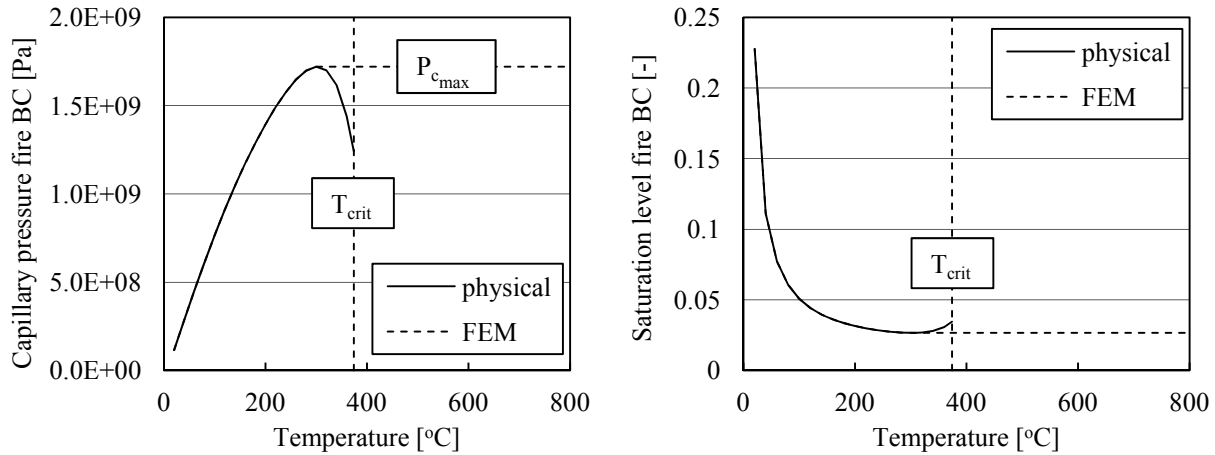 Capillary pressure fire BC [Pa]
2.0E+09
1.5E+09
1.0E+09
5.0E+08
0.0E+00
P_c_max
T_crit
physical
FEM
0 200 400 600 800
Temperature [°C]
Saturation level fire BC [-]
0.25
0.2
0.15
0.1
0.05
0
physical
FEM
T_crit
0 200 400 600 800
Temperature [°C]